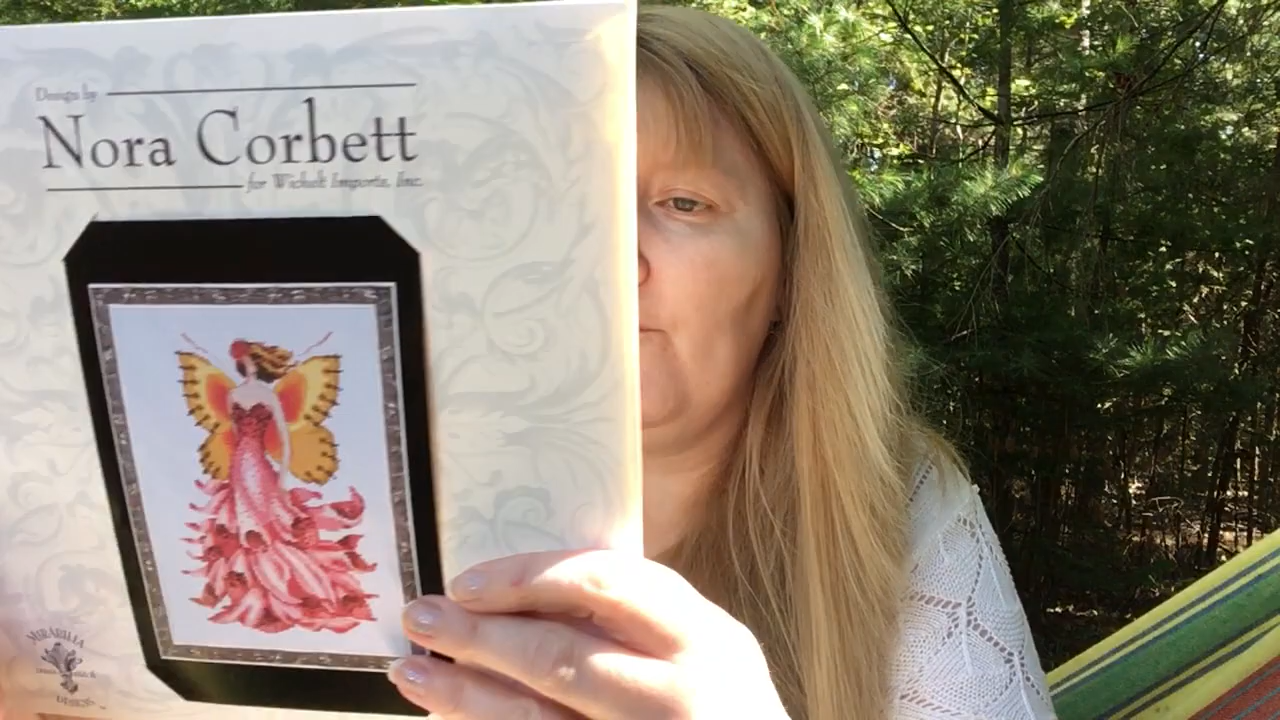 Design by
Nora Corbett
for Wichelt Imports, Inc.
MIRABILIA
DESIGNS